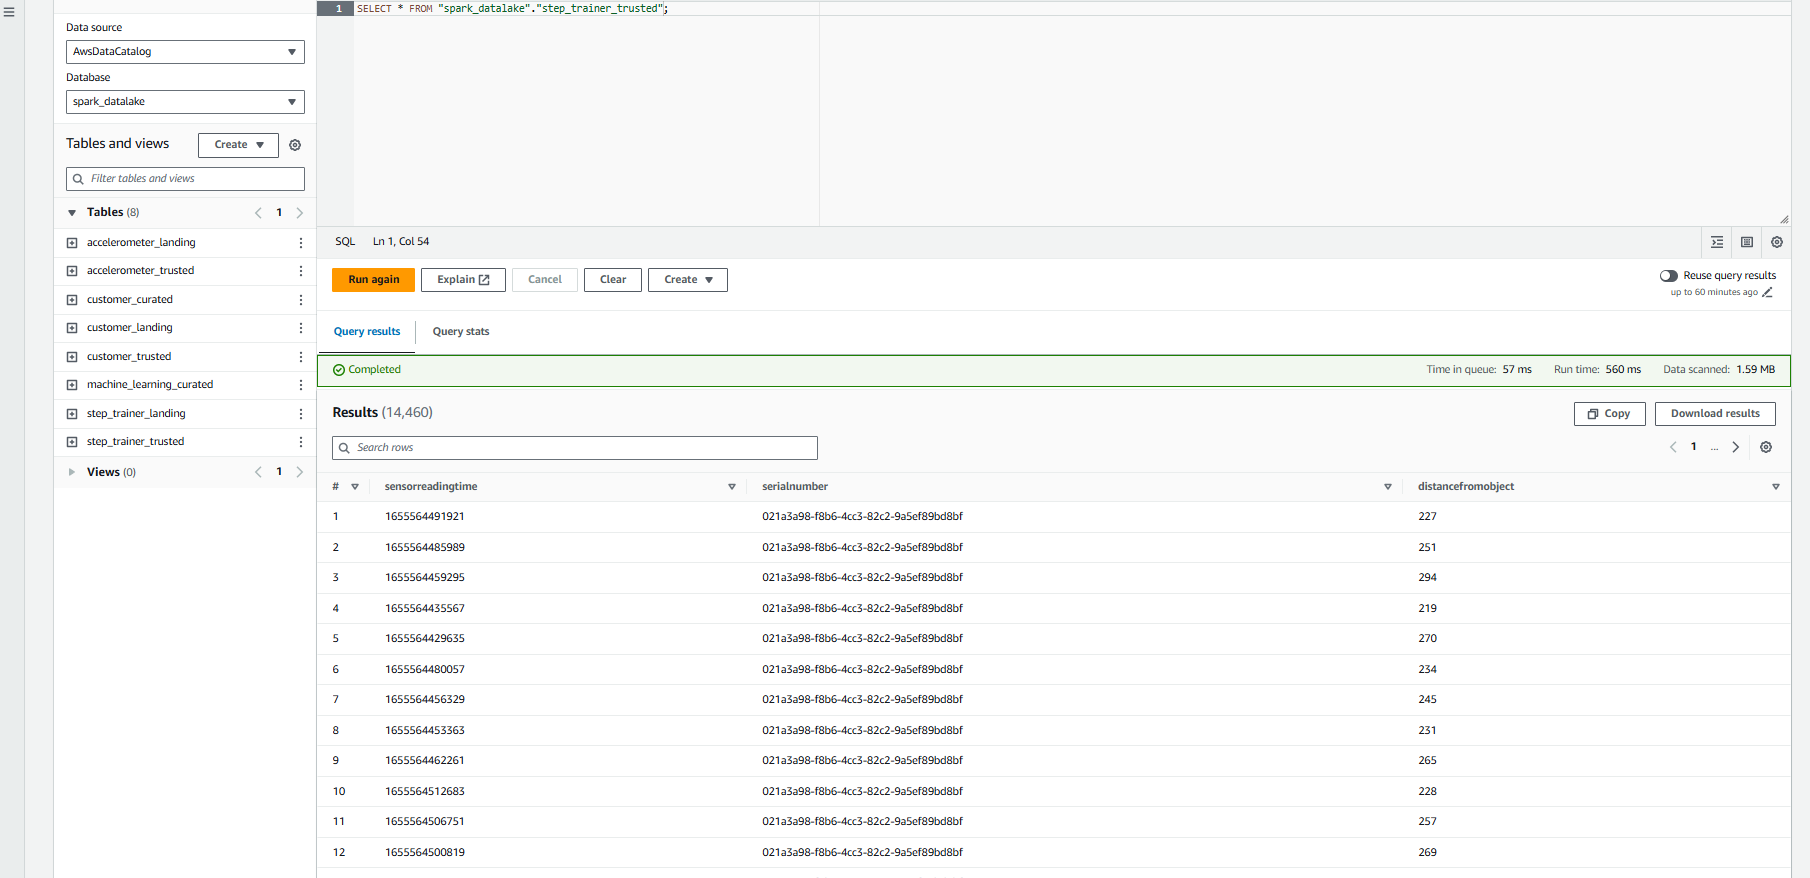 1 SELECT * FROM "spark_datalake"."step_trainer_trusted";
Data source
AwsDataCatalog
Database
spark_datalake
Tables and views Create
Filter tables and views
Tables (8) 1
accelerometer_landing
accelerometer_trusted
customer_curated
customer_landing
customer_trusted
machine_learning_curated
step_trainer_landing
step_trainer_trusted
Views (0) 1
SQL Ln 1, Col 54
Run again Explain Cancel Clear Create
Reuse query results
up to 60 minutes ago
Query results Query stats
Completed Time in queue: 57 ms Run time: 560 ms Data scanned: 1.59 MB
Results (14,460) Copy Download results
Search rows 1 ...
# sensorreadingtime serialnumber distancefromobject
1 1655564491921 021a3a98-f8b6-4cc3-82c2-9a5ef89bd8bf 227
2 1655564485989 021a3a98-f8b6-4cc3-82c2-9a5ef89bd8bf 251
3 1655564459295 021a3a98-f8b6-4cc3-82c2-9a5ef89bd8bf 294
4 1655564435567 021a3a98-f8b6-4cc3-82c2-9a5ef89bd8bf 219
5 1655564429635 021a3a98-f8b6-4cc3-82c2-9a5ef89bd8bf 270
6 1655564480057 021a3a98-f8b6-4cc3-82c2-9a5ef89bd8bf 234
7 1655564456329 021a3a98-f8b6-4cc3-82c2-9a5ef89bd8bf 245
8 1655564453363 021a3a98-f8b6-4cc3-82c2-9a5ef89bd8bf 231
9 1655564462261 021a3a98-f8b6-4cc3-82c2-9a5ef89bd8bf 265
10 1655564512683 021a3a98-f8b6-4cc3-82c2-9a5ef89bd8bf 228
11 1655564506751 021a3a98-f8b6-4cc3-82c2-9a5ef89bd8bf 257
12 1655564500819 021a3a98-f8b6-4cc3-82c2-9a5ef89bd8bf 269